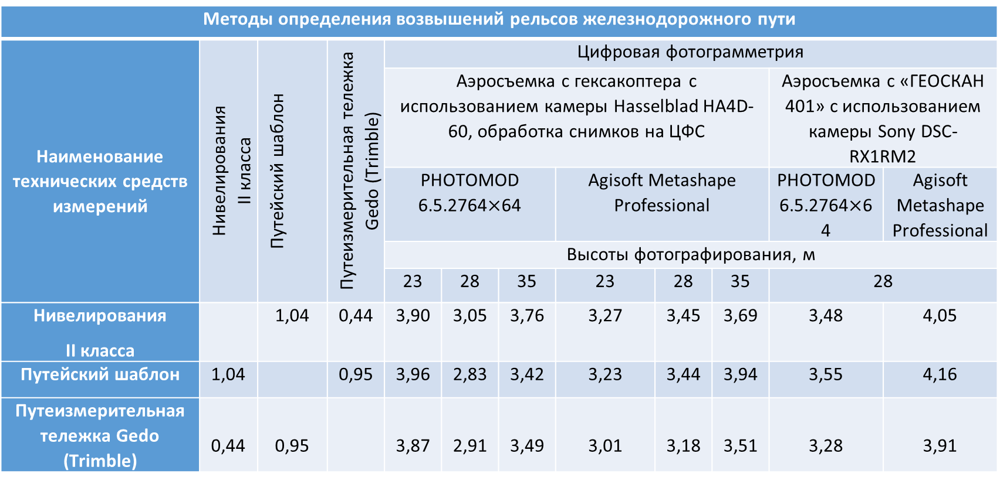 Методы определения возвышений рельсов железнодорожного пути
Наименование
технических средств
измерений
Нивелирования
II класса
Путейский шаблон
Путеизмерительная тележка
Gedo (Trimble)
Цифровая фотограмметрия
Аэросъемка с гексакоптера с
использованием камеры Hasselblad HA4D-
60, обработка снимков на ЦФС
Аэросъемка с «ГЕОСКАН
401» с использованием
камеры Sony DSC-
RX1RM2
PHOTOMOD
6.5.2764×64
Agisoft Metashape
Professional
PHOTOMOD
6.5.2764×6
4
Agisoft
Metashape
Professional
Высоты фотографирования, м
23 28 35 23 28 35 28
Нивелирования
II класса
1,04 0,44 3,90 3,05 3,76 3,27 3,45 3,69 3,48 4,05
Путейский шаблон
1,04 0,95 3,96 2,83 3,42 3,23 3,44 3,94 3,55 4,16
Путеизмерительная
тележка Gedo
(Trimble)
0,44 0,95 3,87 2,91 3,49 3,01 3,18 3,51 3,28 3,91